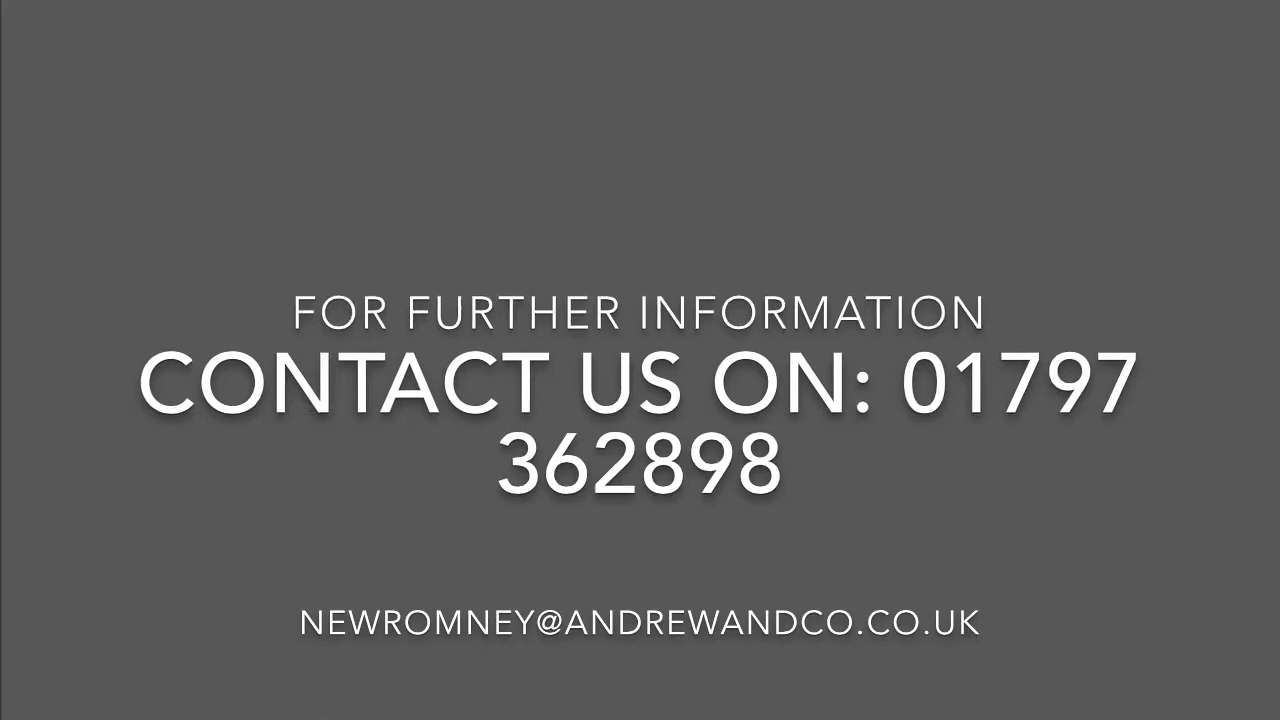 FOR FURTHER INFORMATION
CONTACT US ON: 01797
362898
NEWROMNEY@ANDREWANDCO.CO.UK